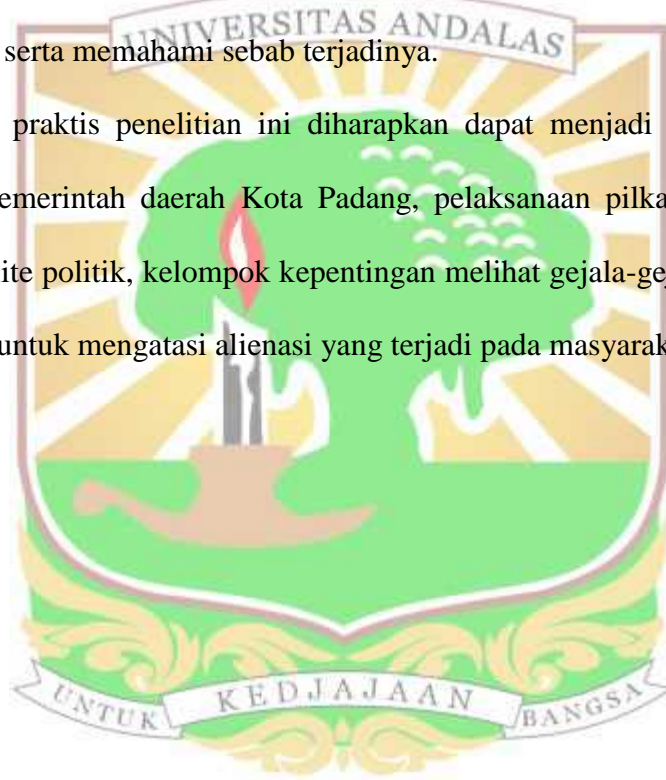 UNIVERSITAS ANDALAS
serta memahami sebab terjadinya.
praktis penelitian ini diharapkan dapat menjadi
emerintah daerah Kota Padang, pelaksanaan pilka
ite politik, kelompok kepentingan melihat gejala-gej
untuk mengatasi alienasi yang terjadi pada masyarak
UNTUK KEDJAJAAN BANGSA